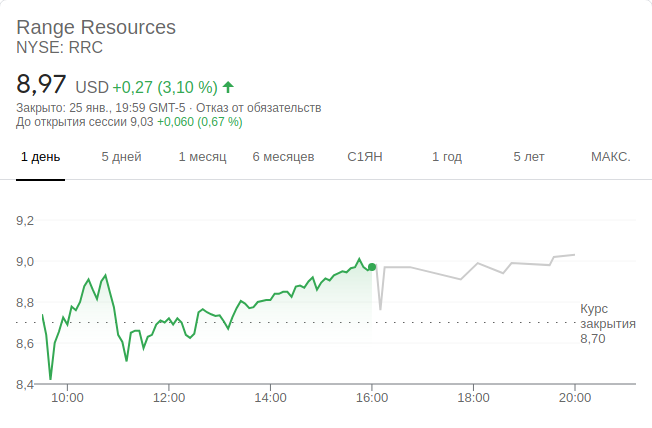 Range Resources
NYSE: RRC
8,97 USD +0,27 (3,10 %)
Закрыто: 25 янв., 19:59 GMT-5 · Отказ от обязательств
До открытия сессии 9,03 +0,060 (0,67 %)
1 день 5 дней 1 месяц 6 месяцев С1ЯН 1 год 5 лет МАКС.
9,2
9,0
8,8
8,6
8,4
Курс
закрытия
8,70
10:00 12:00 14:00 16:00 18:00 20:00